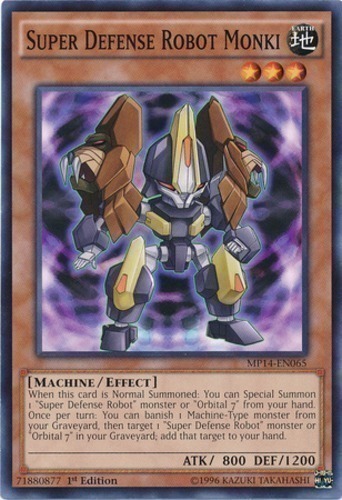 SUPER DEFENSE ROBOT MONKI
EARTH
地
MP14-EN065
[MACHINE / EFFECT]
When this card is Normal Summoned: You can Special Summon
1 "Super Defense Robot" monster or "Orbital 7" from your hand.
Once per turn: You can banish 1 Machine-Type monster from
your Graveyard, then target 1 "Super Defense Robot" monster
or "Orbital 7" in your Graveyard; add that target to your hand.
ATK / 800 DEF / 1200
71880877 1st Edition ©1996 KAZUKI TAKAHASHI